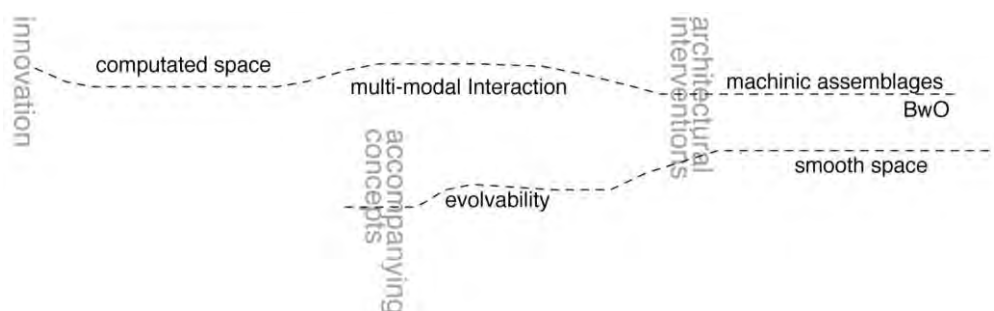 innovation
computated space
multi-modal Interaction
architectural
interventions
machinic assemblages
BwO
accompanying
concepts
evolvability
smooth space